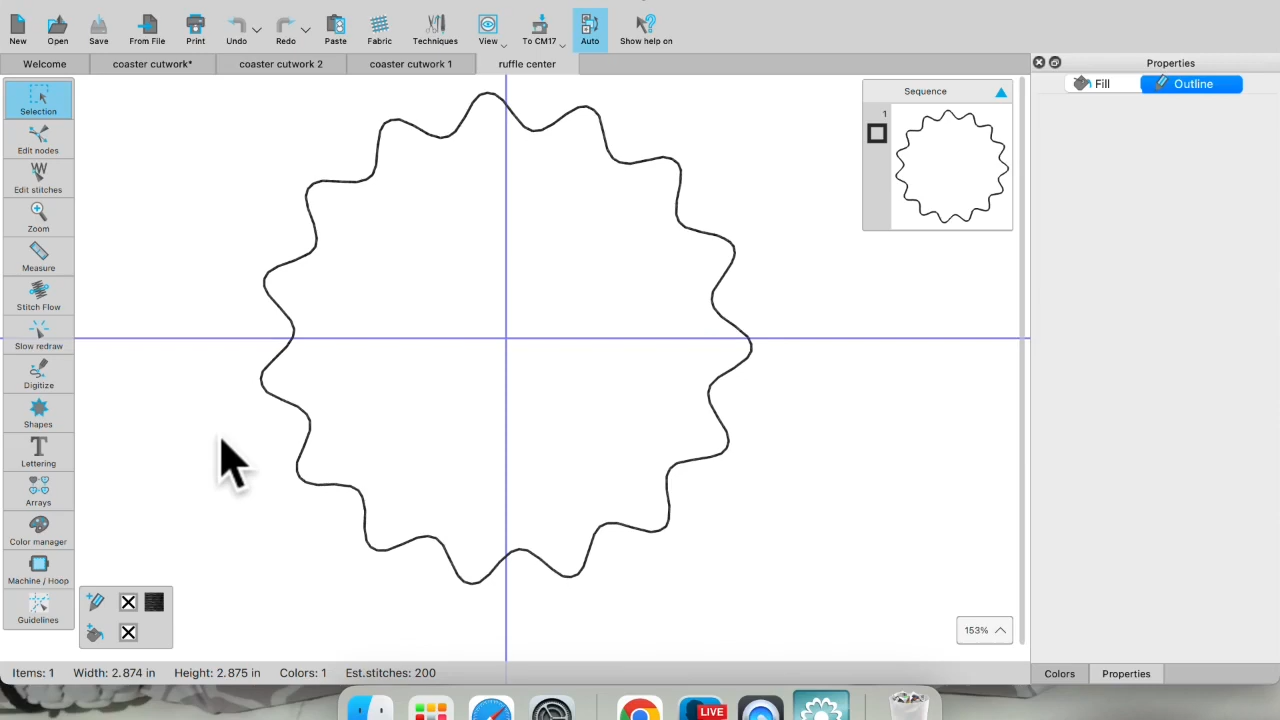 New Open Save From File Print Undo Redo Paste Fabric Techniques View To CM17 Auto Show help on
Welcome coaster cutwork* coaster cutwork 2 coaster cutwork 1 ruffle center
Properties
Fill Outline
Selection
Edit nodes
Edit stitches
Zoom
Measure
Stitch Flow
Slow redraw
Digitize
Shapes
Lettering
Arrays
Color manager
Machine / Hoop
Guidelines
Sequence
1
153%
Items: 1 Width: 2.874 in Height: 2.875 in Colors: 1 Est.stitches: 200
Colors Properties
LIVE